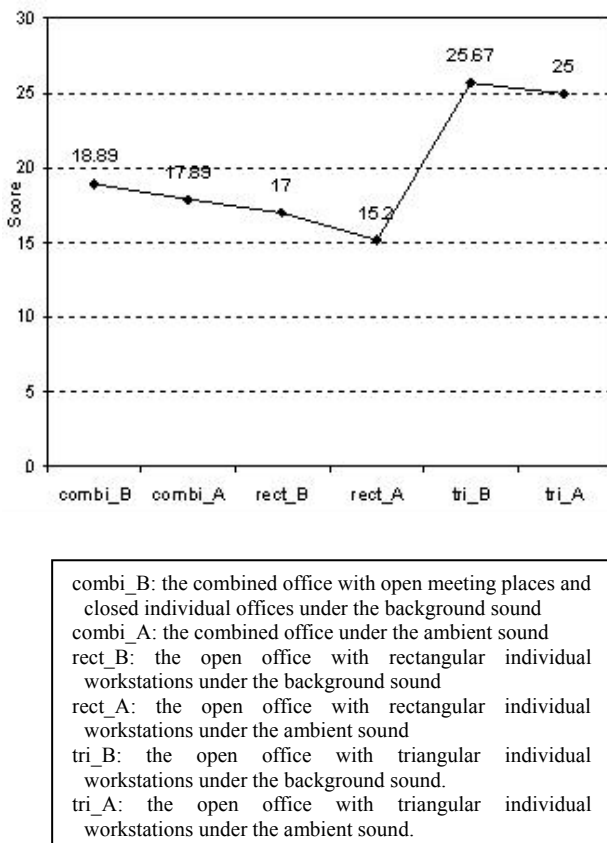 30
25
20
15
10
5
0
Score
18.89
17.89
17
15.2
25.67
25
combi_B combi_A rect_B rect_A tri_B tri_A
combi_B: the combined office with open meeting places and
closed individual offices under the background sound
combi_A: the combined office under the ambient sound
rect_B: the open office with rectangular individual
workstations under the background sound
rect_A: the open office with rectangular individual
workstations under the ambient sound
tri_B: the open office with triangular individual
workstations under the background sound.
tri_A: the open office with triangular individual
workstations under the ambient sound.